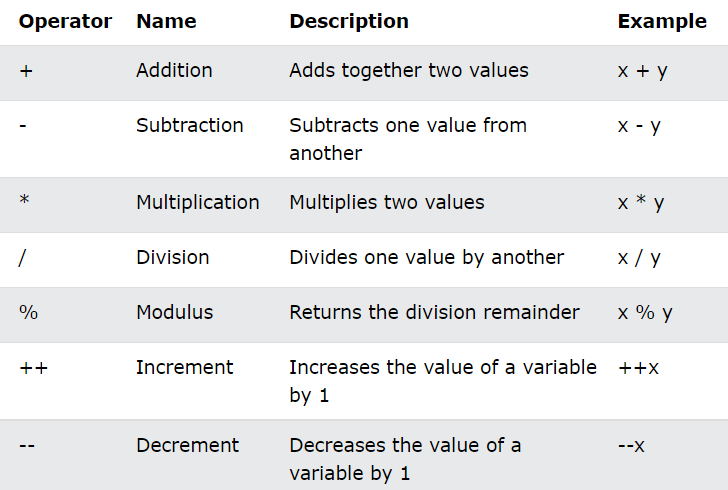 Operator Name Description Example
+ Addition Adds together two values x + y
- Subtraction Subtracts one value from x - y
another
* Multiplication Multiplies two values x * y
/ Division Divides one value by another x / y
% Modulus Returns the division remainder x % y
++ Increment Increases the value of a variable ++x
by 1
-- Decrement Decreases the value of a --x
variable by 1